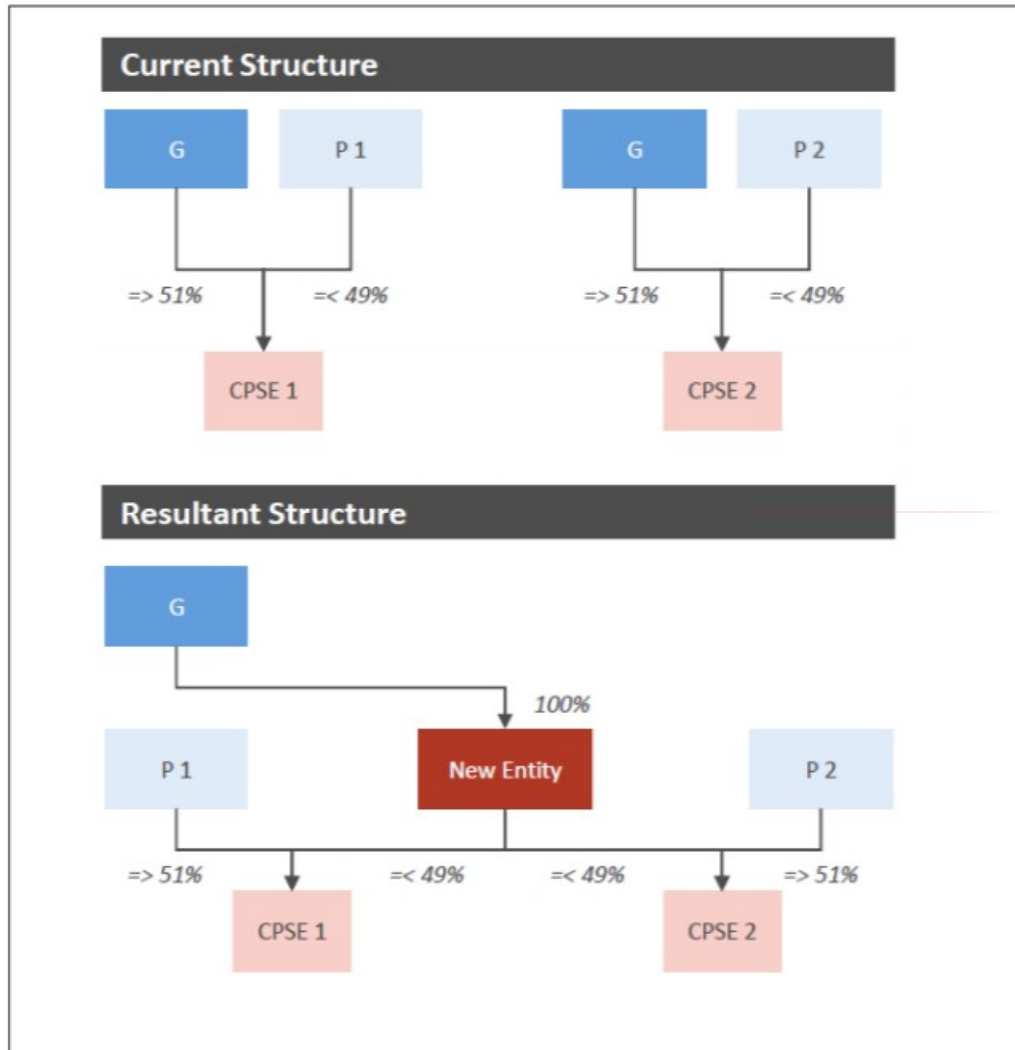 Current Structure
G P 1 G P 2
=> 51% =< 49% => 51% =< 49%
CPSE 1 CPSE 2
Resultant Structure
G
100%
P 1 New Entity P 2
=> 51% =< 49% =< 49% => 51%
CPSE 1 CPSE 2